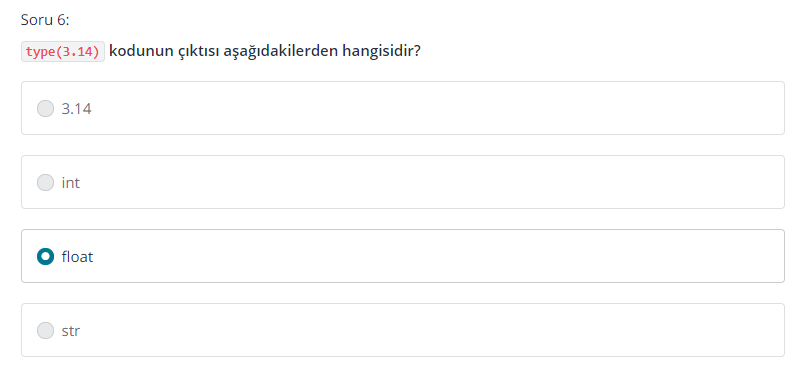 Soru 6:
type(3.14) kodunun çıktısı aşağıdakilerden hangisidir?
3.14
int
float
str